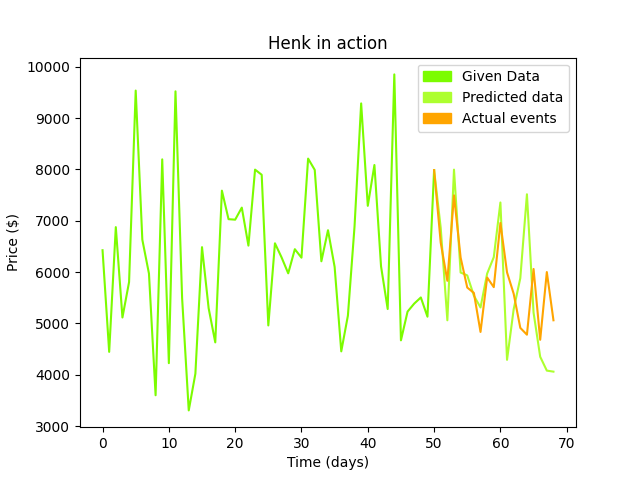 Henk in action
Given Data
Predicted data
Actual events
Price ($)
10000
9000
8000
7000
6000
5000
4000
3000
0 10 20 30 40 50 60 70
Time (days)